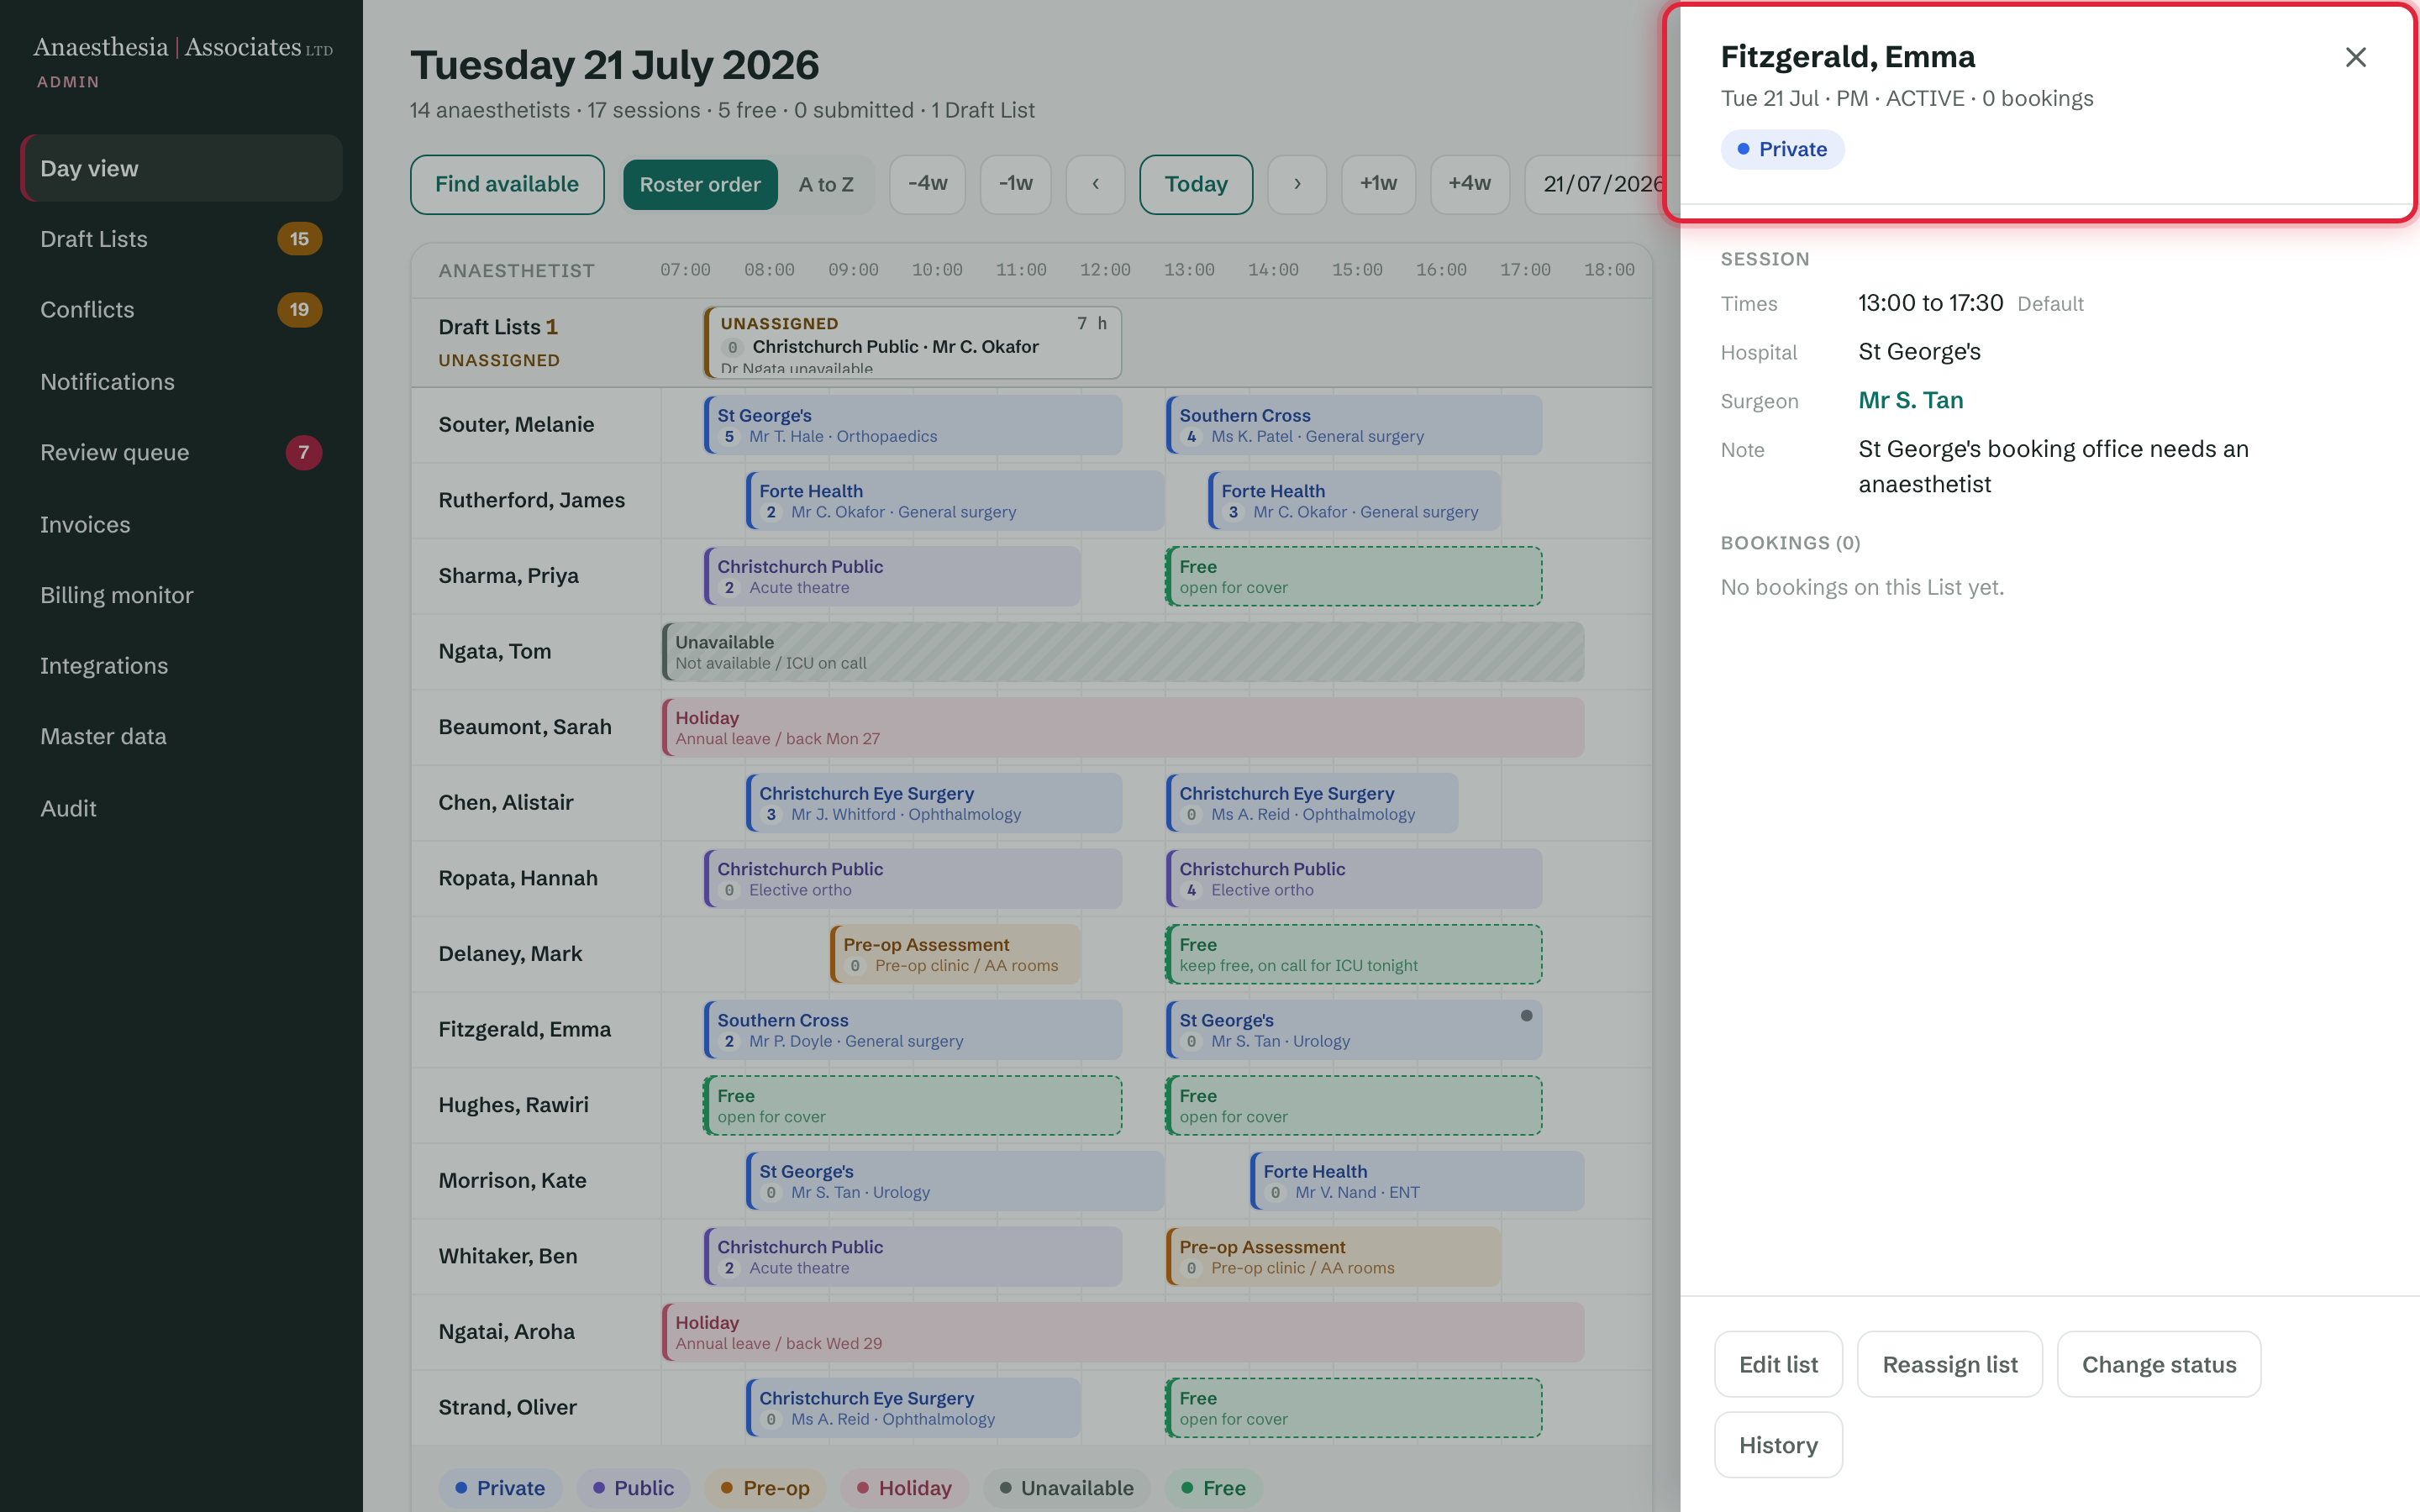 Anaesthesia | Associates LTD
ADMIN
Day view
Draft Lists 15
Conflicts 19
Notifications
Review queue 7
Invoices
Billing monitor
Integrations
Master data
Audit
Tuesday 21 July 2026
14 anaesthetists · 17 sessions · 5 free · 0 submitted · 1 Draft List
Find available Roster order A to Z -4w -1w ‹ Today › +1w +4w 21/07/2026
ANAESTHETIST 07:00 08:00 09:00 10:00 11:00 12:00 13:00 14:00 15:00 16:00 17:00 18:00
Draft Lists 1
UNASSIGNED
UNASSIGNED 7 h
0 Christchurch Public · Mr C. Okafor
Dr Ngata unavailable
Souter, Melanie
St George's
5 Mr T. Hale · Orthopaedics
Southern Cross
4 Ms K. Patel · General surgery
Rutherford, James
Forte Health
2 Mr C. Okafor · General surgery
Forte Health
3 Mr C. Okafor · General surgery
Sharma, Priya
Christchurch Public
2 Acute theatre
Free
open for cover
Ngata, Tom
Unavailable
Not available / ICU on call
Beaumont, Sarah
Holiday
Annual leave / back Mon 27
Chen, Alistair
Christchurch Eye Surgery
3 Mr J. Whitford · Ophthalmology
Christchurch Eye Surgery
0 Ms A. Reid · Ophthalmology
Ropata, Hannah
Christchurch Public
0 Elective ortho
Christchurch Public
4 Elective ortho
Delaney, Mark
Pre-op Assessment
0 Pre-op clinic / AA rooms
Free
keep free, on call for ICU tonight
Fitzgerald, Emma
Southern Cross
2 Mr P. Doyle · General surgery
St George's
0 Mr S. Tan · Urology
Hughes, Rawiri
Free
open for cover
Free
open for cover
Morrison, Kate
St George's
0 Mr S. Tan · Urology
Forte Health
0 Mr V. Nand · ENT
Whitaker, Ben
Christchurch Public
2 Acute theatre
Pre-op Assessment
0 Pre-op clinic / AA rooms
Ngatai, Aroha
Holiday
Annual leave / back Wed 29
Strand, Oliver
Christchurch Eye Surgery
0 Ms A. Reid · Ophthalmology
Free
open for cover
Private Public Pre-op Holiday Unavailable Free
Fitzgerald, Emma
Tue 21 Jul · PM · ACTIVE · 0 bookings
Private
SESSION
Times 13:00 to 17:30 Default
Hospital St George's
Surgeon Mr S. Tan
Note St George's booking office needs an
anaesthetist
BOOKINGS (0)
No bookings on this List yet.
Edit list Reassign list Change status
History